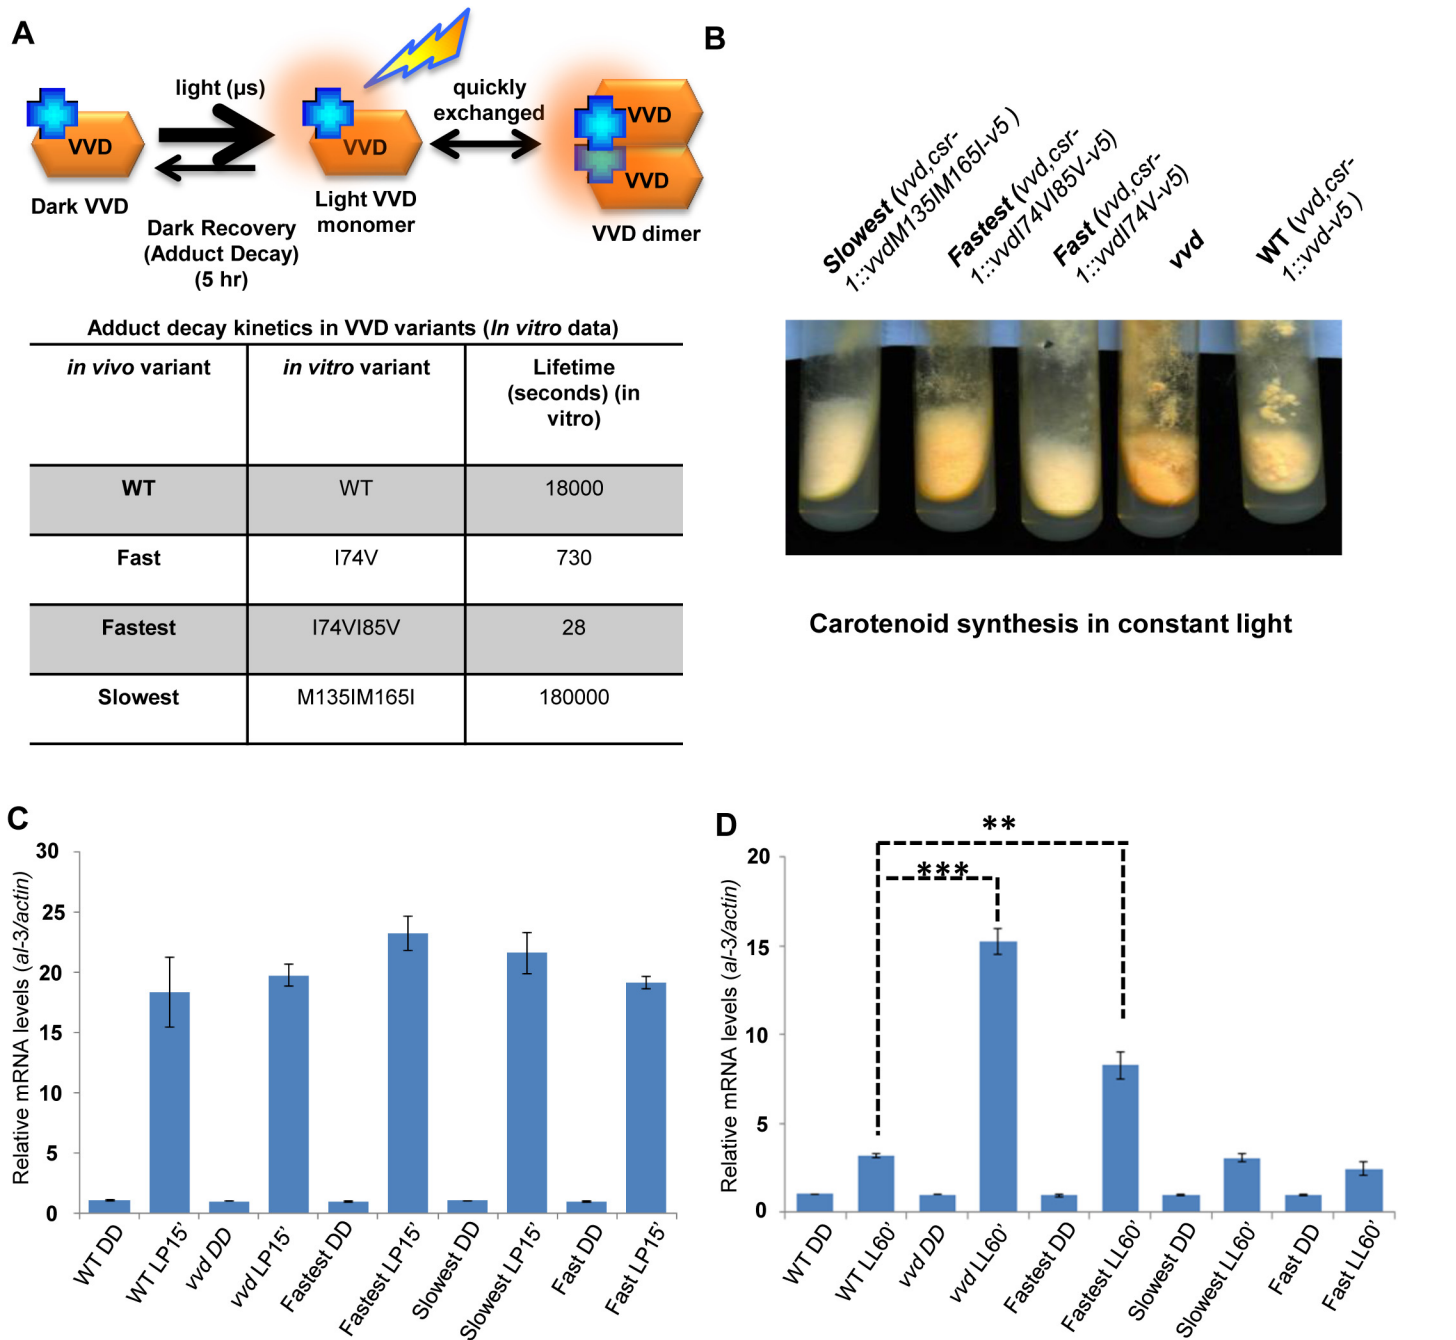 A
light (µs)
quickly
exchanged
VVD
VVD
VVD
VVD
Dark VVD
Light VVD
monomer
VVD dimer
Dark Recovery
(Adduct Decay)
(5 hr)
Adduct decay kinetics in VVD variants (In vitro data)
in vivo variant
in vitro variant
Lifetime
(seconds) (in
vitro)
WT
WT
18000
Fast
I74V
730
Fastest
I74VI85V
28
Slowest
M135IM165I
180000
B
Slowest (vvd,csr-
1::vvdM135IM165I-v5 )
Fastest (vvd,csr-
1::vvdI74VI85V-v5)
Fast (vvd,csr-
1::vvdI74V-v5)
vvd
WT (vvd,csr-
1::vvd-v5 )
Carotenoid synthesis in constant light
C
Relative mRNA levels (al-3/actin)
30
25
20
15
10
5
0
WT DD
WT LP15'
vvd DD
vvd LP15'
Fastest DD
Fastest LP15'
Slowest DD
Slowest LP15'
Fast DD
Fast LP15'
D
Relative mRNA levels (al-3/actin)
20
15
10
5
0
**
***
WT DD
WT LL60'
vvd DD
vvd LL60'
Fastest DD
Fastest LL60'
Slowest DD
Slowest LL60'
Fast DD
Fast LL60'